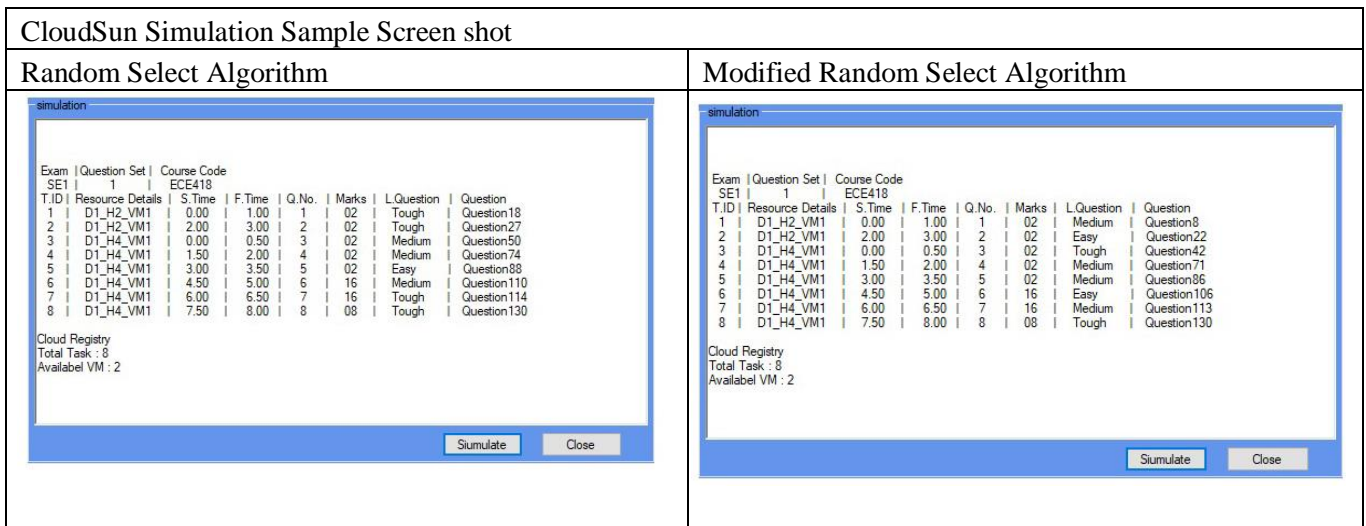 CloudSun Simulation Sample Screen shot
Random Select Algorithm
simulation
Exam |Question Set | Course Code
SE1 | 1 | ECE418
T.ID | Resource Details | S.Time | F.Time | Q.No. | Marks | L.Question | Question
1 | D1_H2_VM1 | 0.00 | 1.00 | 1 | 02 | Tough | Question18
2 | D1_H2_VM1 | 2.00 | 3.00 | 2 | 02 | Tough | Question27
3 | D1_H4_VM1 | 0.00 | 0.50 | 3 | 02 | Medium | Question50
4 | D1_H4_VM1 | 1.50 | 2.00 | 4 | 02 | Medium | Question74
5 | D1_H4_VM1 | 3.00 | 3.50 | 5 | 02 | Easy | Question88
6 | D1_H4_VM1 | 4.50 | 5.00 | 6 | 16 | Medium | Question110
7 | D1_H4_VM1 | 6.00 | 6.50 | 7 | 16 | Tough | Question114
8 | D1_H4_VM1 | 7.50 | 8.00 | 8 | 08 | Tough | Question130
Cloud Registry
Total Task : 8
Availabel VM : 2
Siumulate Close
Modified Random Select Algorithm
simulation
Exam |Question Set | Course Code
SE1 | 1 | ECE418
T.ID | Resource Details | S.Time | F.Time | Q.No. | Marks | L.Question | Question
1 | D1_H2_VM1 | 0.00 | 1.00 | 1 | 02 | Medium | Question8
2 | D1_H2_VM1 | 2.00 | 3.00 | 2 | 02 | Easy | Question22
3 | D1_H4_VM1 | 0.00 | 0.50 | 3 | 02 | Tough | Question42
4 | D1_H4_VM1 | 1.50 | 2.00 | 4 | 02 | Medium | Question71
5 | D1_H4_VM1 | 3.00 | 3.50 | 5 | 02 | Medium | Question86
6 | D1_H4_VM1 | 4.50 | 5.00 | 6 | 16 | Easy | Question106
7 | D1_H4_VM1 | 6.00 | 6.50 | 7 | 16 | Medium | Question113
8 | D1_H4_VM1 | 7.50 | 8.00 | 8 | 08 | Tough | Question130
Cloud Registry
Total Task : 8
Availabel VM : 2
Siumulate Close